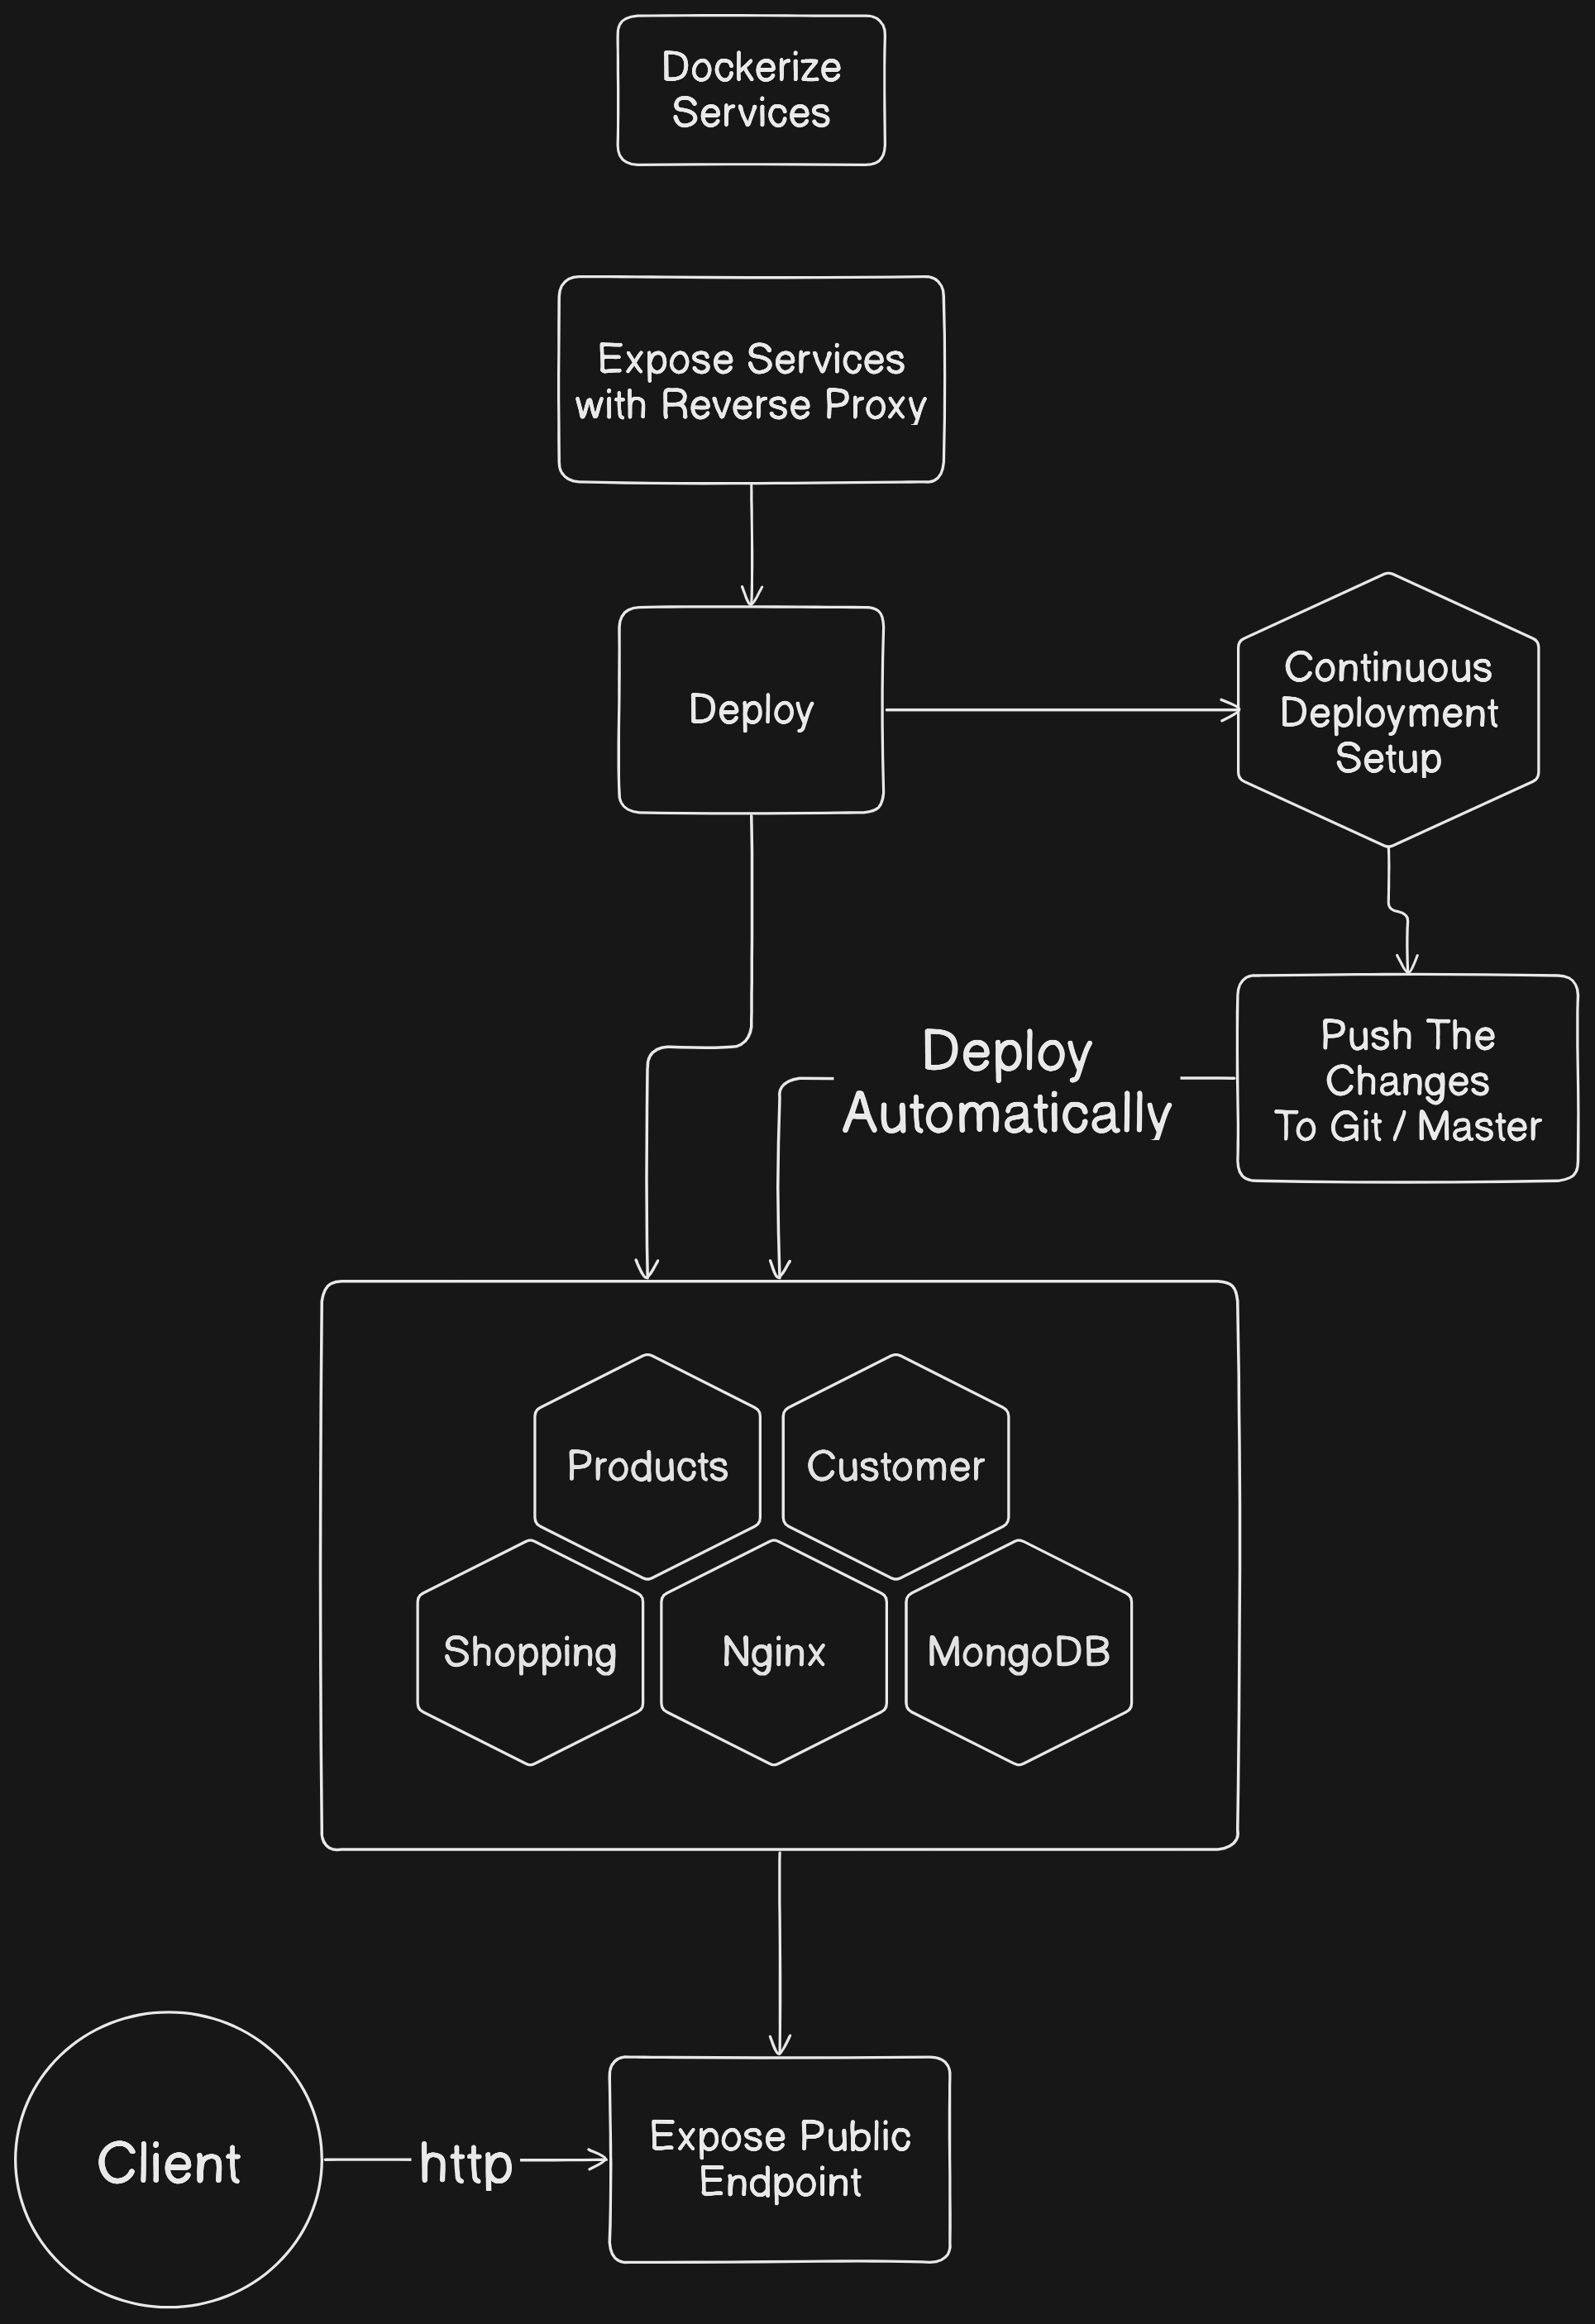 Dockerize
Services
Expose Services
with Reverse Proxy
Deploy
Continuous
Deployment
Setup
Deploy
Automatically
Push The
Changes
To Git / Master
Products
Customer
Shopping
Nginx
MongoDB
Client
http
Expose Public
Endpoint